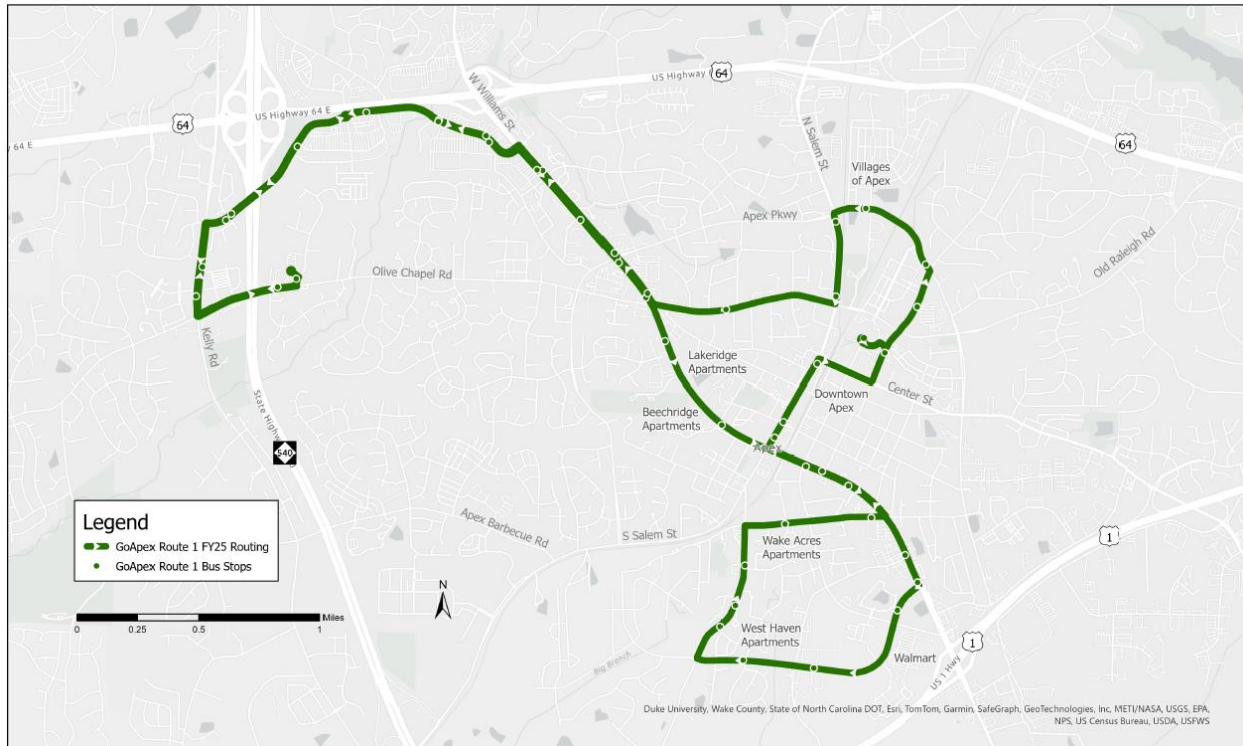 W Williams St
US Highway 64
64
US Highway 64 E
64
64 E
N Salem St
64
Villages
of Apex
Apex Pkwy
Old Raleigh Rd
Olive Chapel Rd
Kelly Rd
Lakeridge
Apartments
Downtown
Apex
Center St
Beechridge
Apartments
State High
540
Apex
Legend
GoApex Route 1 FY25 Routing
GoApex Route 1 Bus Stops
Apex Barbecue Rd
S Salem St
Wake Acres
Apartments
1
N
Miles
0 0.25 0.5 1
West Haven
Apartments
Walmart
1
US 1 Hwy
Big Branch
Duke University, Wake County, State of North Carolina DOT, Esri, TomTom, Garmin, SafeGraph, GeoTechnologies, Inc, METI/NASA, USGS, EPA,
NPS, US Census Bureau, USDA, USFWS